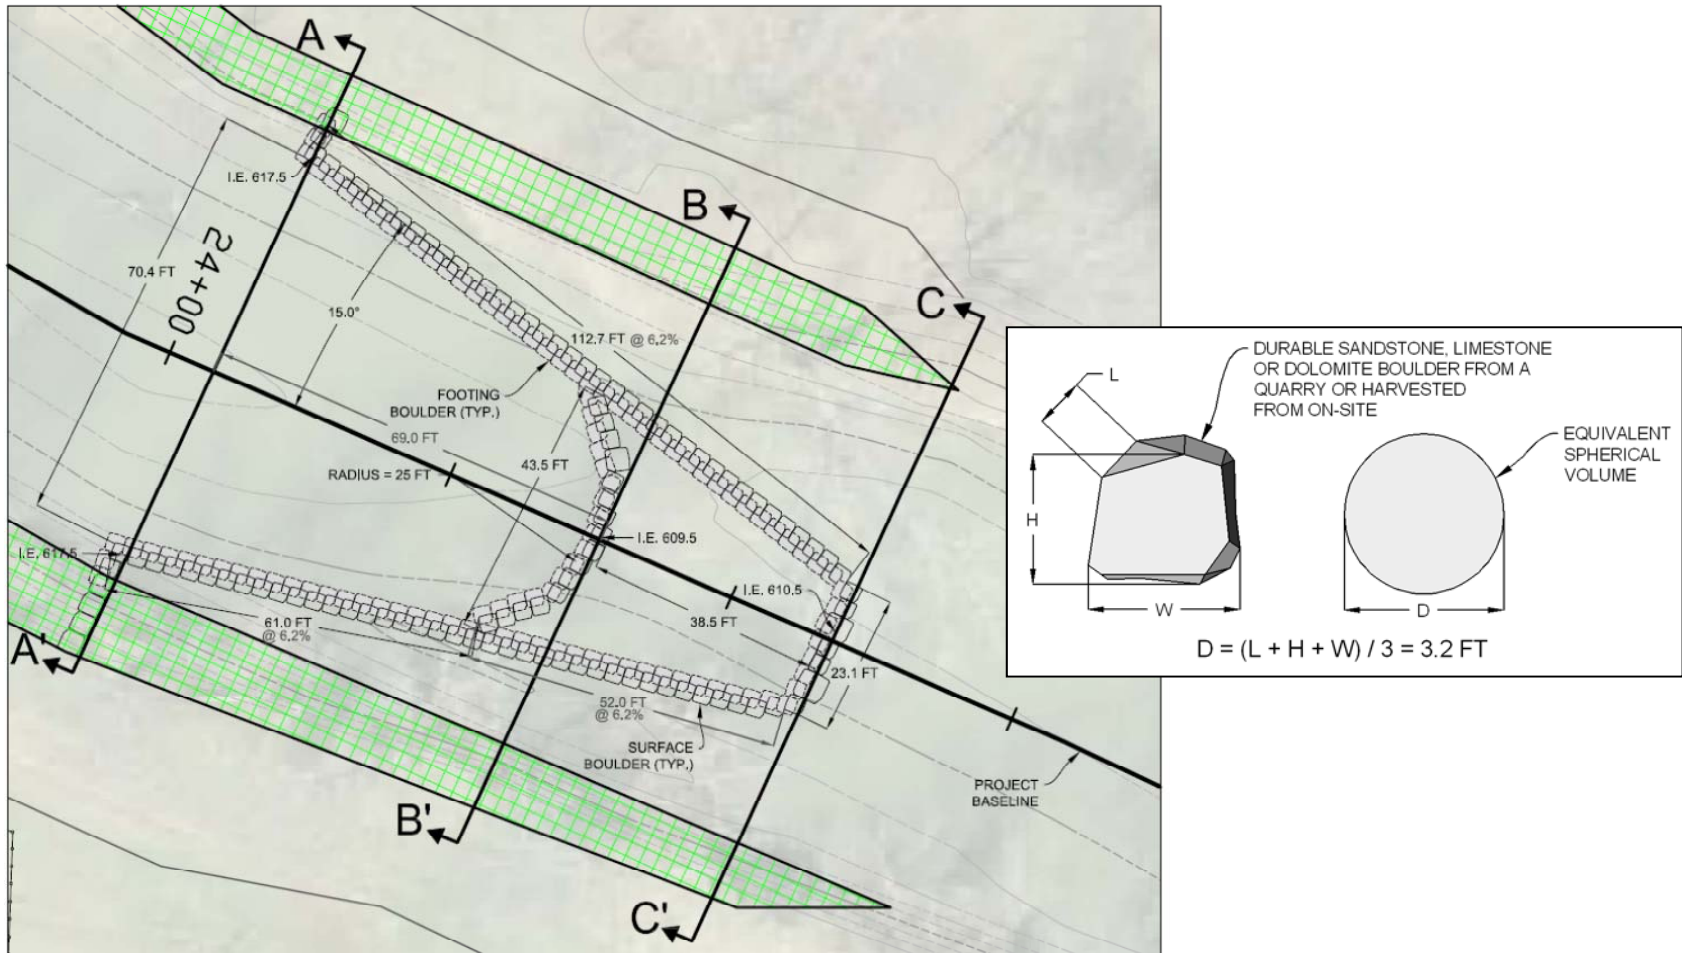 A
I.E. 617.5
B
24+00
70.4 FT
15.0°
C
112.7 FT @ 6.2%
FOOTING
BOULDER (TYP.)
69.0 FT
RADIUS = 25 FT
43.5 FT
I.E. 617.5
I.E. 609.5
I.E. 610.5
38.5 FT
61.0 FT
@ 6.2%
23.1 FT
A'
52.0 FT
@ 6.2%
SURFACE
BOULDER (TYP.)
PROJECT
BASELINE
B'
C'
L
DURABLE SANDSTONE, LIMESTONE
OR DOLOMITE BOULDER FROM A
QUARRY OR HARVESTED
FROM ON-SITE
EQUIVALENT
SPHERICAL
VOLUME
H
W
D
D = (L + H + W) / 3 = 3.2 FT